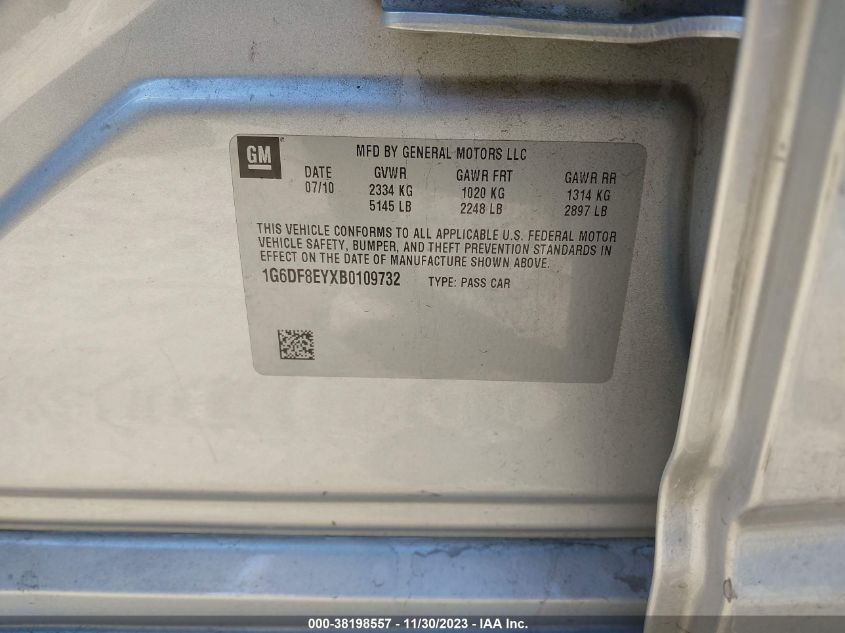 GM
MFD BY GENERAL MOTORS LLC
DATE GVWR GAWR FRT GAWR RR
07/10 2334 KG 1020 KG 1314 KG
5145 LB 2248 LB 2897 LB
THIS VEHICLE CONFORMS TO ALL APPLICABLE U.S. FEDERAL MOTOR
VEHICLE SAFETY, BUMPER, AND THEFT PREVENTION STANDARDS IN
EFFECT ON THE DATE OF MANUFACTURE SHOWN ABOVE.
1G6DF8EYXB0109732 TYPE: PASS CAR
000-38198557 - 11/30/2023 - IAA Inc.